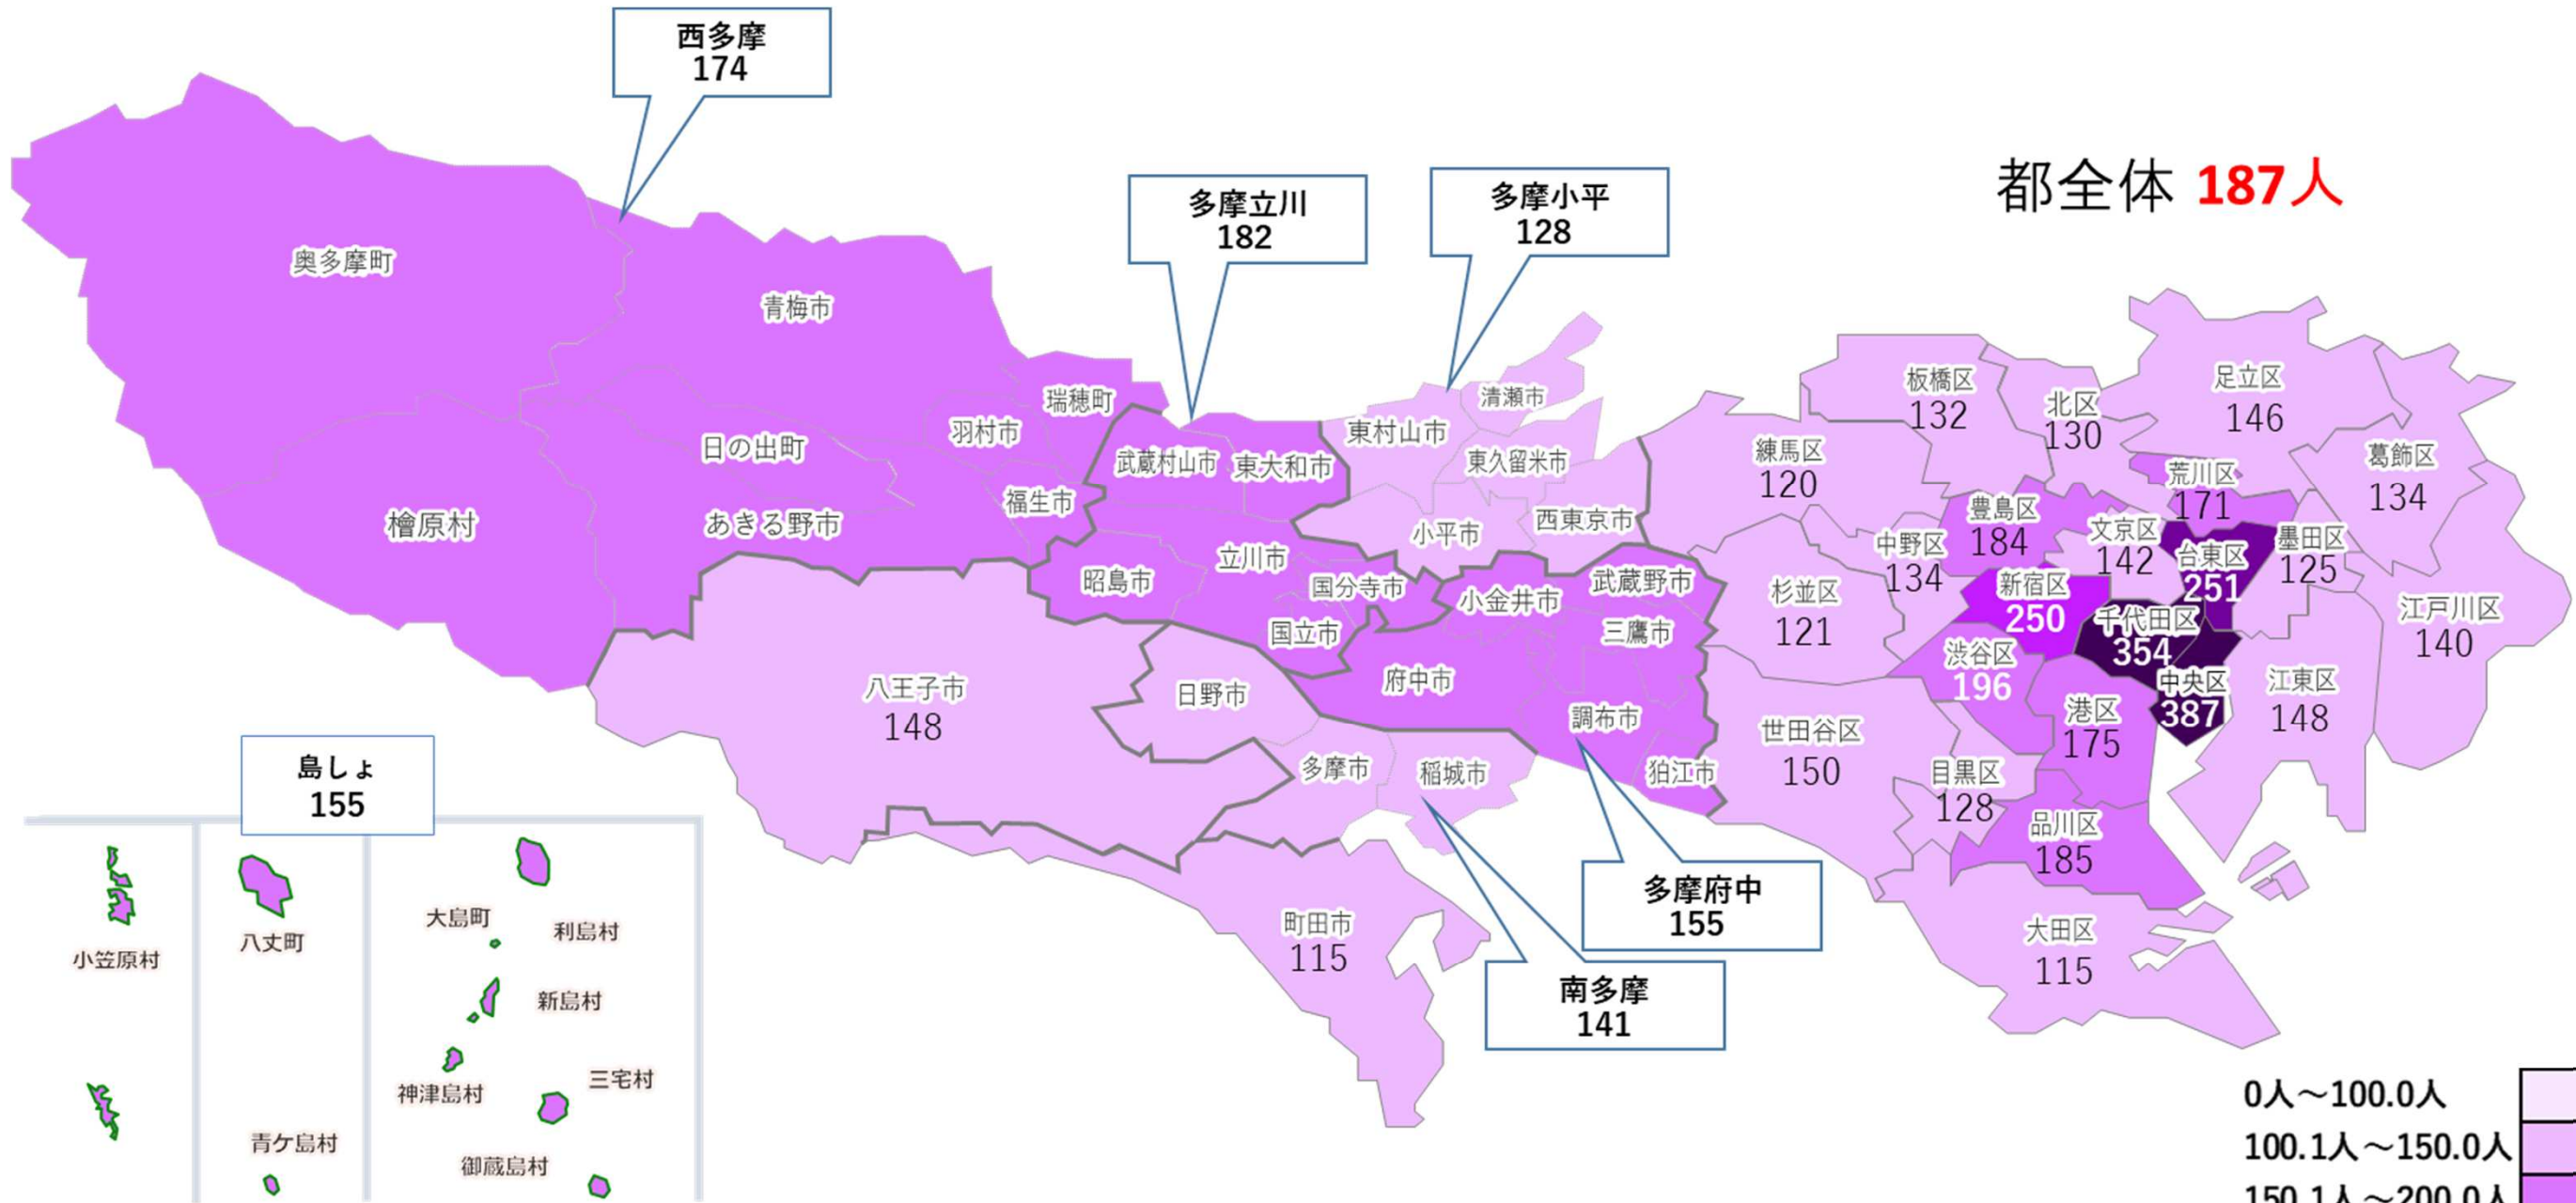 西多摩
174
多摩立川
182
多摩小平
128
都全体 187人
奥多摩町
青梅市
瑞穂町
羽村市
日の出町
福生市
あきる野市
檜原村
武蔵村山市
東大和市
東村山市
清瀬市
東久留米市
小平市
西東京市
昭島市
立川市
国分寺市
国立市
小金井市
武蔵野市
三鷹市
府中市
調布市
狛江市
八王子市
148
日野市
多摩市
稲城市
町田市
115
多摩府中
155
南多摩
141
板橋区
132
北区
130
足立区
146
練馬区
120
葛飾区
134
荒川区
171
豊島区
184
文京区
142
台東区
251
墨田区
125
中野区
134
新宿区
250
杉並区
121
千代田区
354
江戸川区
140
渋谷区
196
中央区
387
江東区
148
港区
175
世田谷区
150
目黒区
128
品川区
185
大田区
115
島しょ
155
小笠原村
八丈町
青ケ島村
大島町
利島村
新島村
神津島村
三宅村
御蔵島村
0人～100.0人
100.1人～150.0人
150.1人～200.0人